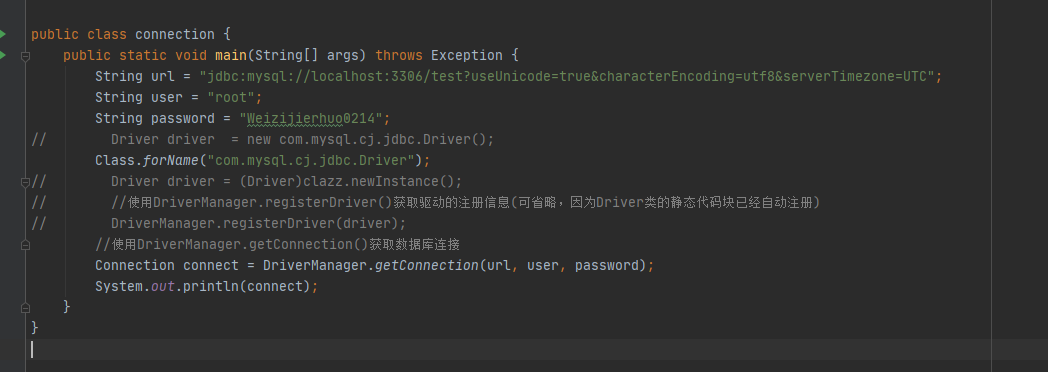 public class connection {
public static void main(String[] args) throws Exception {
String url = "jdbc:mysql://localhost:3306/test?useUnicode=true&characterEncoding=utf8&serverTimezone=UTC";
String user = "root";
String password = "Weizijierhuo0214";
// Driver driver  = new com.mysql.cj.jdbc.Driver();
Class.forName("com.mysql.cj.jdbc.Driver");
// Driver driver = (Driver)clazz.newInstance();
// //使用DriverManager.registerDriver()获取驱动的注册信息(可省略，因为Driver类的静态代码块已经自动注册)
// DriverManager.registerDriver(driver);
//使用DriverManager.getConnection()获取数据库连接
Connection connect = DriverManager.getConnection(url, user, password);
System.out.println(connect);
}
}